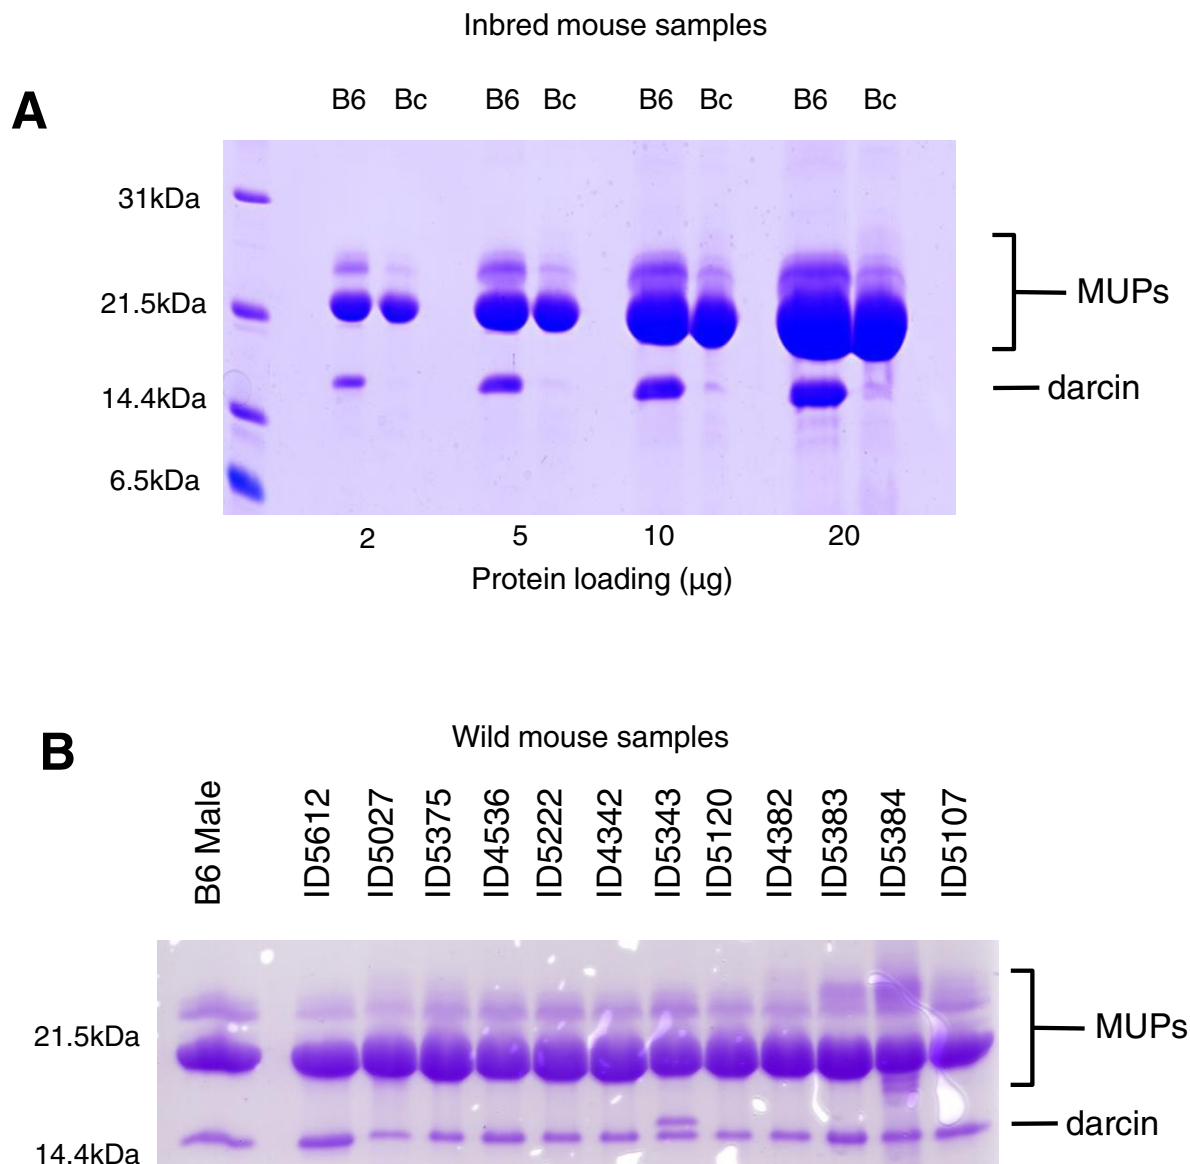 Inbred mouse samples
A
B6 Bc B6 Bc B6 Bc B6 Bc
31kDa
21.5kDa
14.4kDa
6.5kDa
MUPs
darcin
2 5 10 20
Protein loading (µg)
B
Wild mouse samples
B6 Male
ID5612
ID5027
ID5375
ID4536
ID5222
ID4342
ID5343
ID5120
ID4382
ID5383
ID5384
ID5107
21.5kDa
14.4kDa
MUPs
darcin